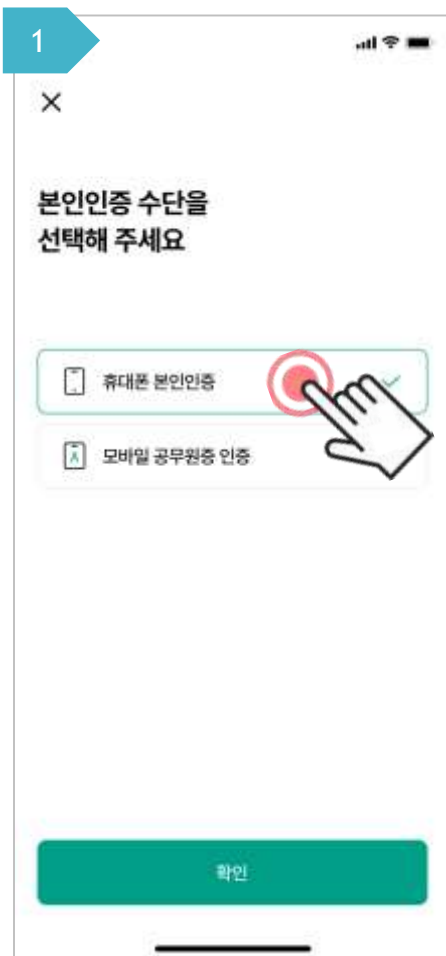 1
본인인증 수단을
선택해 주세요
휴대폰 본인인증
모바일 공무원증 인증
확인